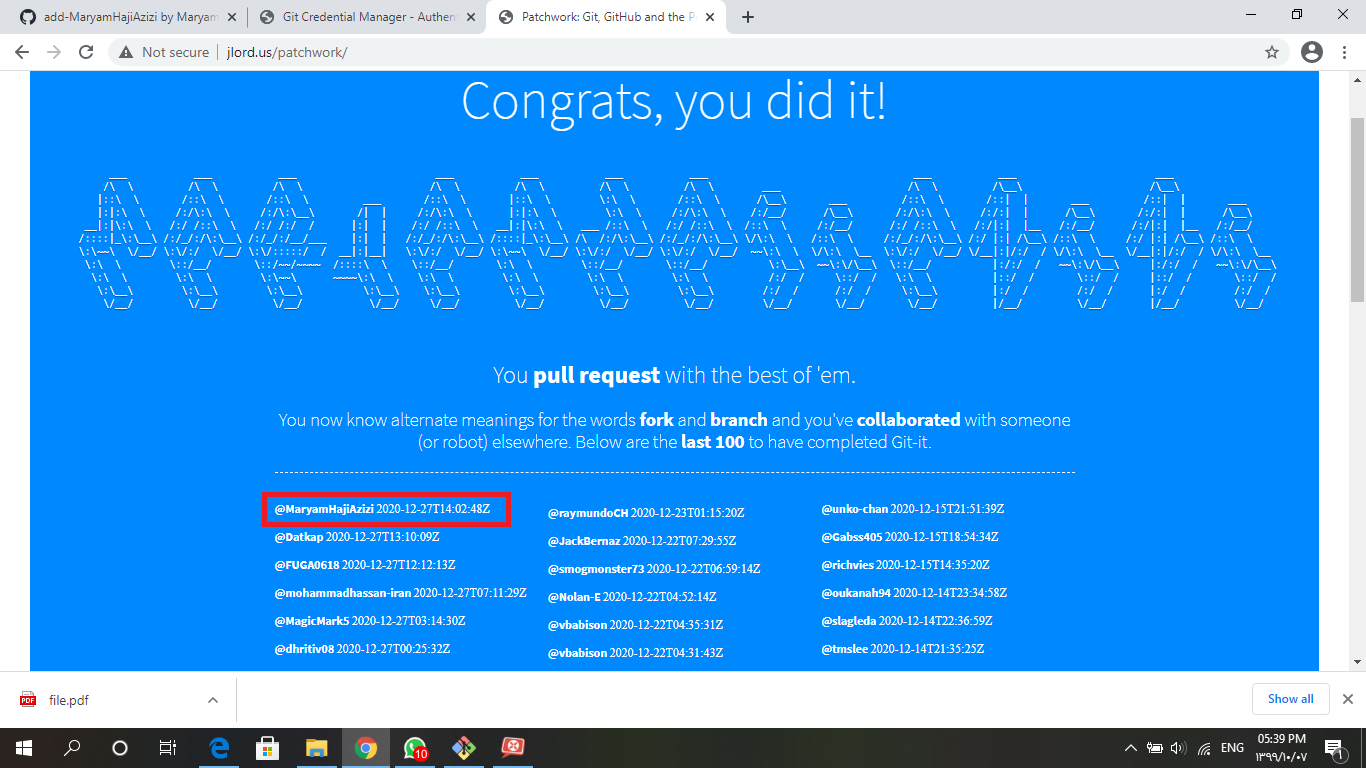 add-MaryamHajiAzizi by Maryam
Git Credential Manager - Authen
Patchwork: Git, GitHub and the P
Not secure
jlord.us/patchwork/
Congrats, you did it!
You pull request with the best of 'em.
You now know alternate meanings for the words fork and branch and you've collaborated with someone
(or robot) elsewhere. Below are the last 100 to have completed Git-it.
@MaryamHajiAzizi 2020-12-27T14:02:48Z
@Datkap 2020-12-27T13:10:09Z
@FUGA0618 2020-12-27T12:12:13Z
@mohammadhassan-iran 2020-12-27T07:11:29Z
@MagicMark5 2020-12-27T03:14:30Z
@dhritiv08 2020-12-27T00:25:32Z
@raymundoCH 2020-12-23T01:15:20Z
@JackBernaz 2020-12-22T07:29:55Z
@smogmonster73 2020-12-22T06:59:14Z
@Nolan-E 2020-12-22T04:52:14Z
@vbabison 2020-12-22T04:35:31Z
@vbabison 2020-12-22T04:31:43Z
@unko-chan 2020-12-15T21:51:39Z
@Gabss405 2020-12-15T18:54:34Z
@richvies 2020-12-15T14:35:20Z
@oukanah94 2020-12-14T23:34:58Z
@slagleda 2020-12-14T22:36:59Z
@tmslee 2020-12-14T21:35:25Z
PDF
file.pdf
Show all
10
ENG
05:39 PM
۱۳۹۹/۱۰/۰۷
1